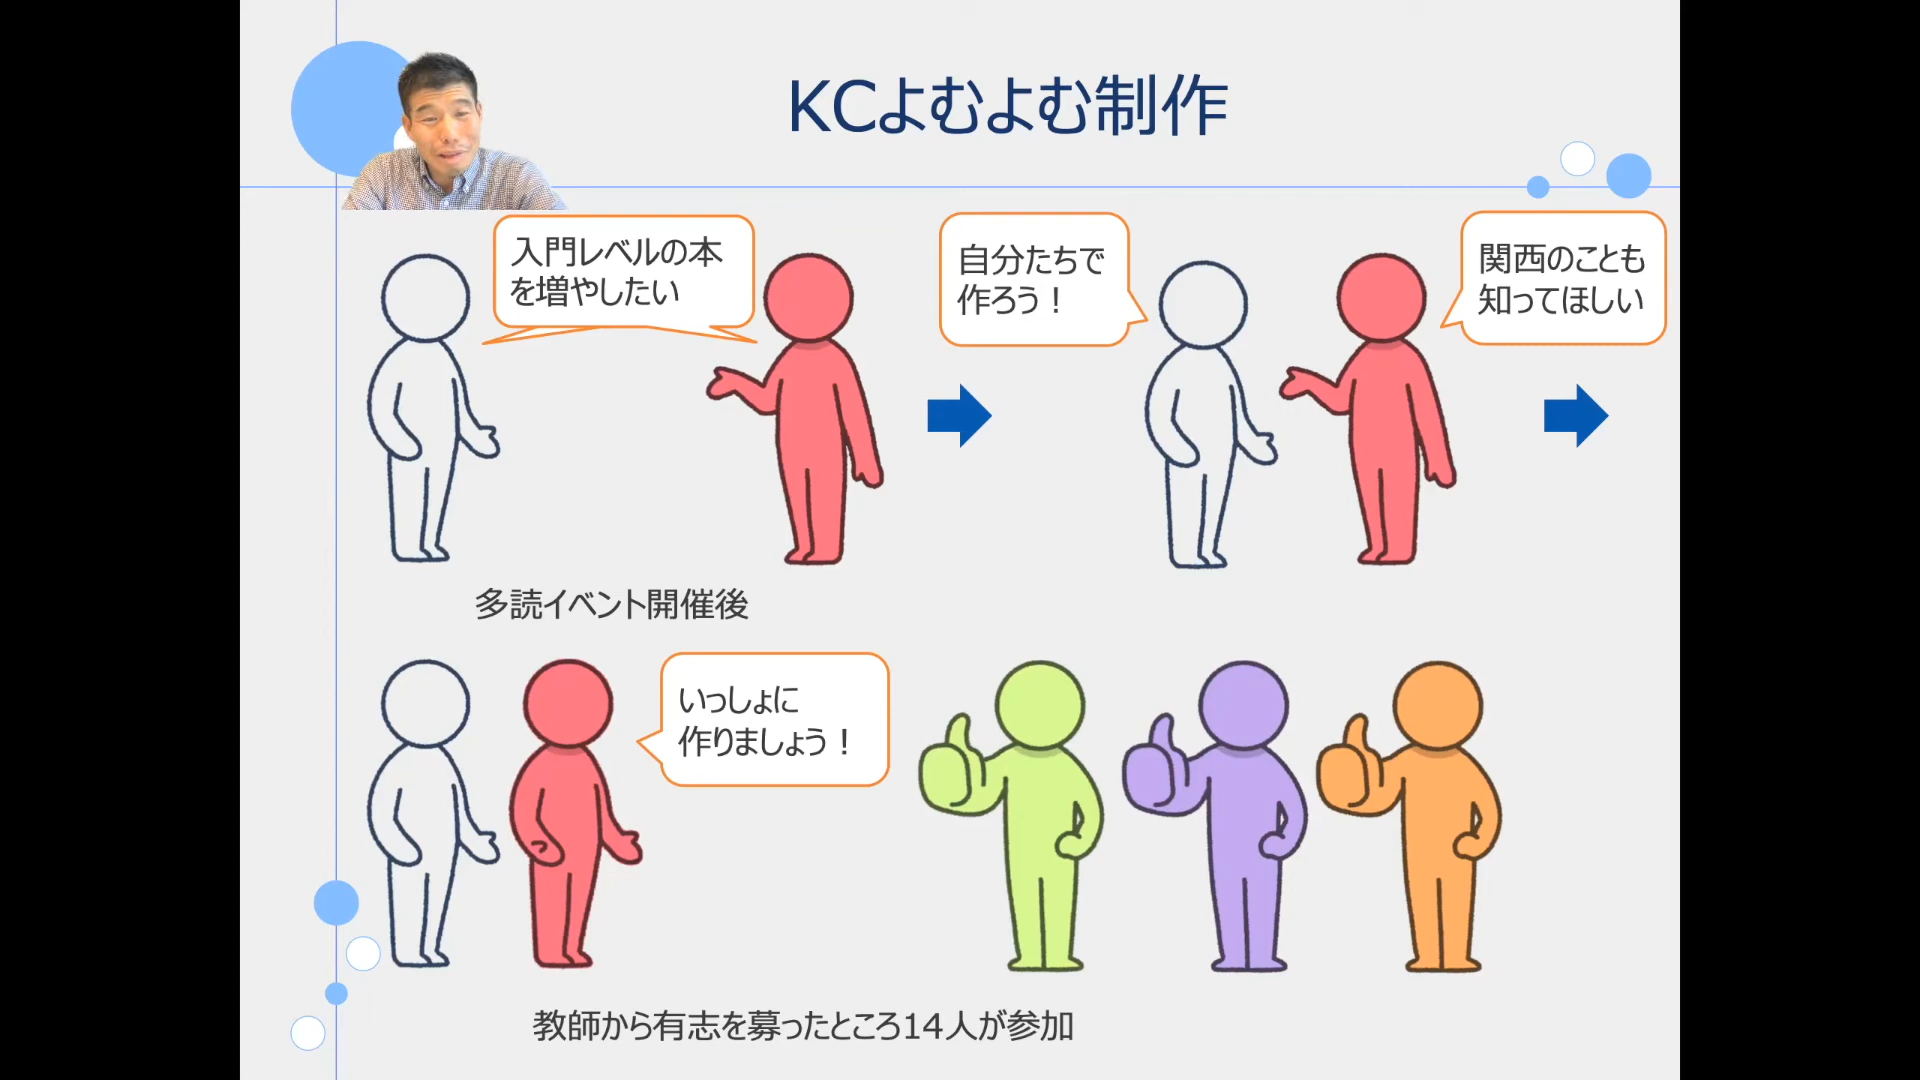 KCよむよむ制作
入門レベルの本
を増やしたい
自分たちで
作ろう！
関西のことも
知ってほしい
多読イベント開催後
いっしょに
作りましょう！
教師から有志を募ったところ14人が参加